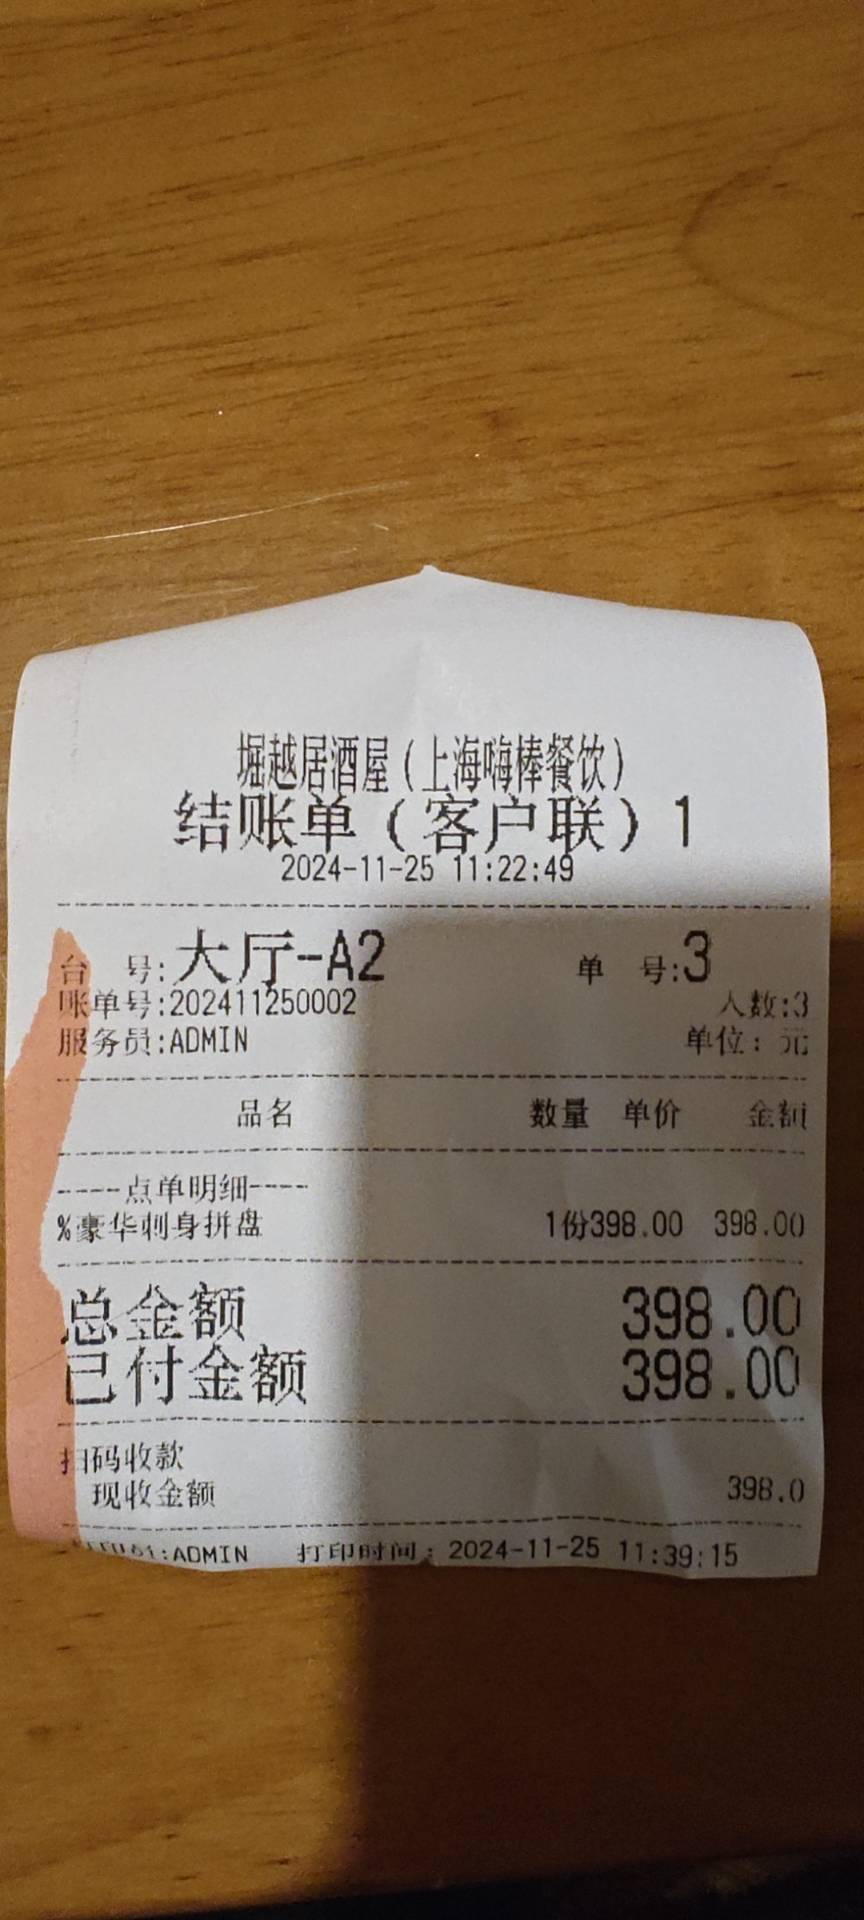 堀越居酒屋(上海嗨棒餐饮)
结账单(客户联)1
2024-11-25 11:22:49
台 号:大厅-A2 单 号:3
账单号:202411250002 人数:3
服务员:ADMIN 单位: 元
品名 数量 单价 金额
----点单明细----
%豪华刺身拼盘 1份398.00 398.00
总金额 398.00
已付金额 398.00
扫码收款
现收金额 398.0
:ADMIN 打印时间: 2024-11-25 11:39:15